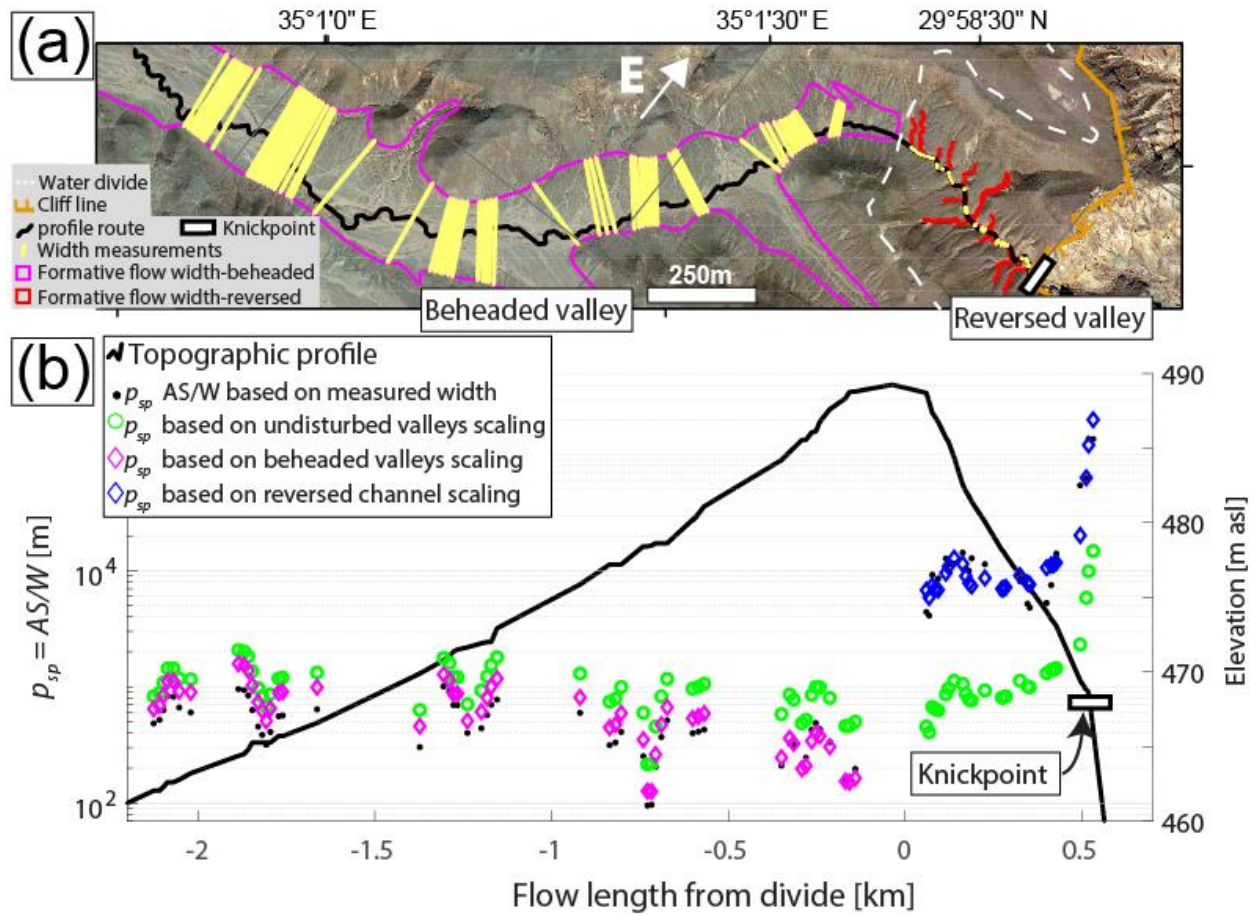 (a)
35°1'0" E
35°1'30" E
29°58'30" N
E
Water divide
Cliff line
profile route
Knickpoint
Width measurements
Formative flow width-beheaded
Formative flow width-reversed
250m
Beheaded valley
Reversed valley
(b)
Topographic profile
p_sp AS/W based on measured width
p_sp based on undisturbed valleys scaling
p_sp based on beheaded valleys scaling
p_sp based on reversed channel scaling
p_sp = AS/W [m]
10^4
10^2
490
480
470
460
Elevation [m asl]
Knickpoint
-2
-1.5
-1
-0.5
0
0.5
Flow length from divide [km]